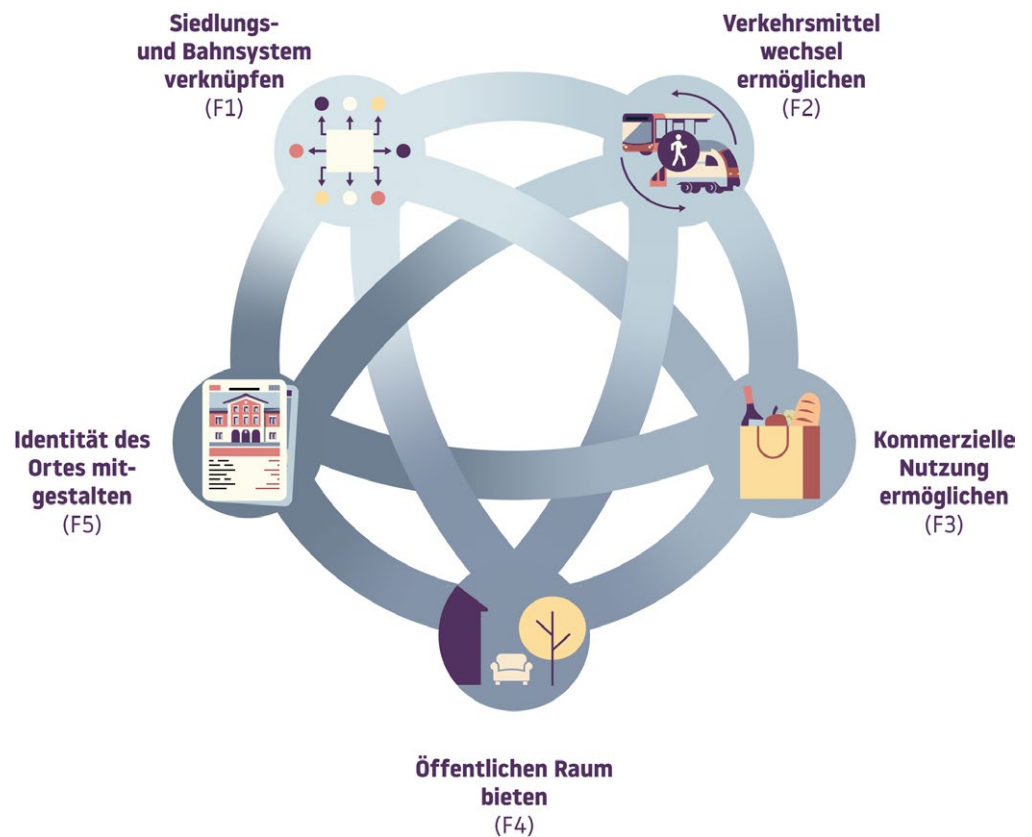 Siedlungs-
und Bahnsystem
verknüpfen
(F1)
Verkehrsmittel
wechsel
ermöglichen
(F2)
Identität des
Ortes mit-
gestalten
(F5)
Kommerzielle
Nutzung
ermöglichen
(F3)
Öffentlichen Raum
bieten
(F4)